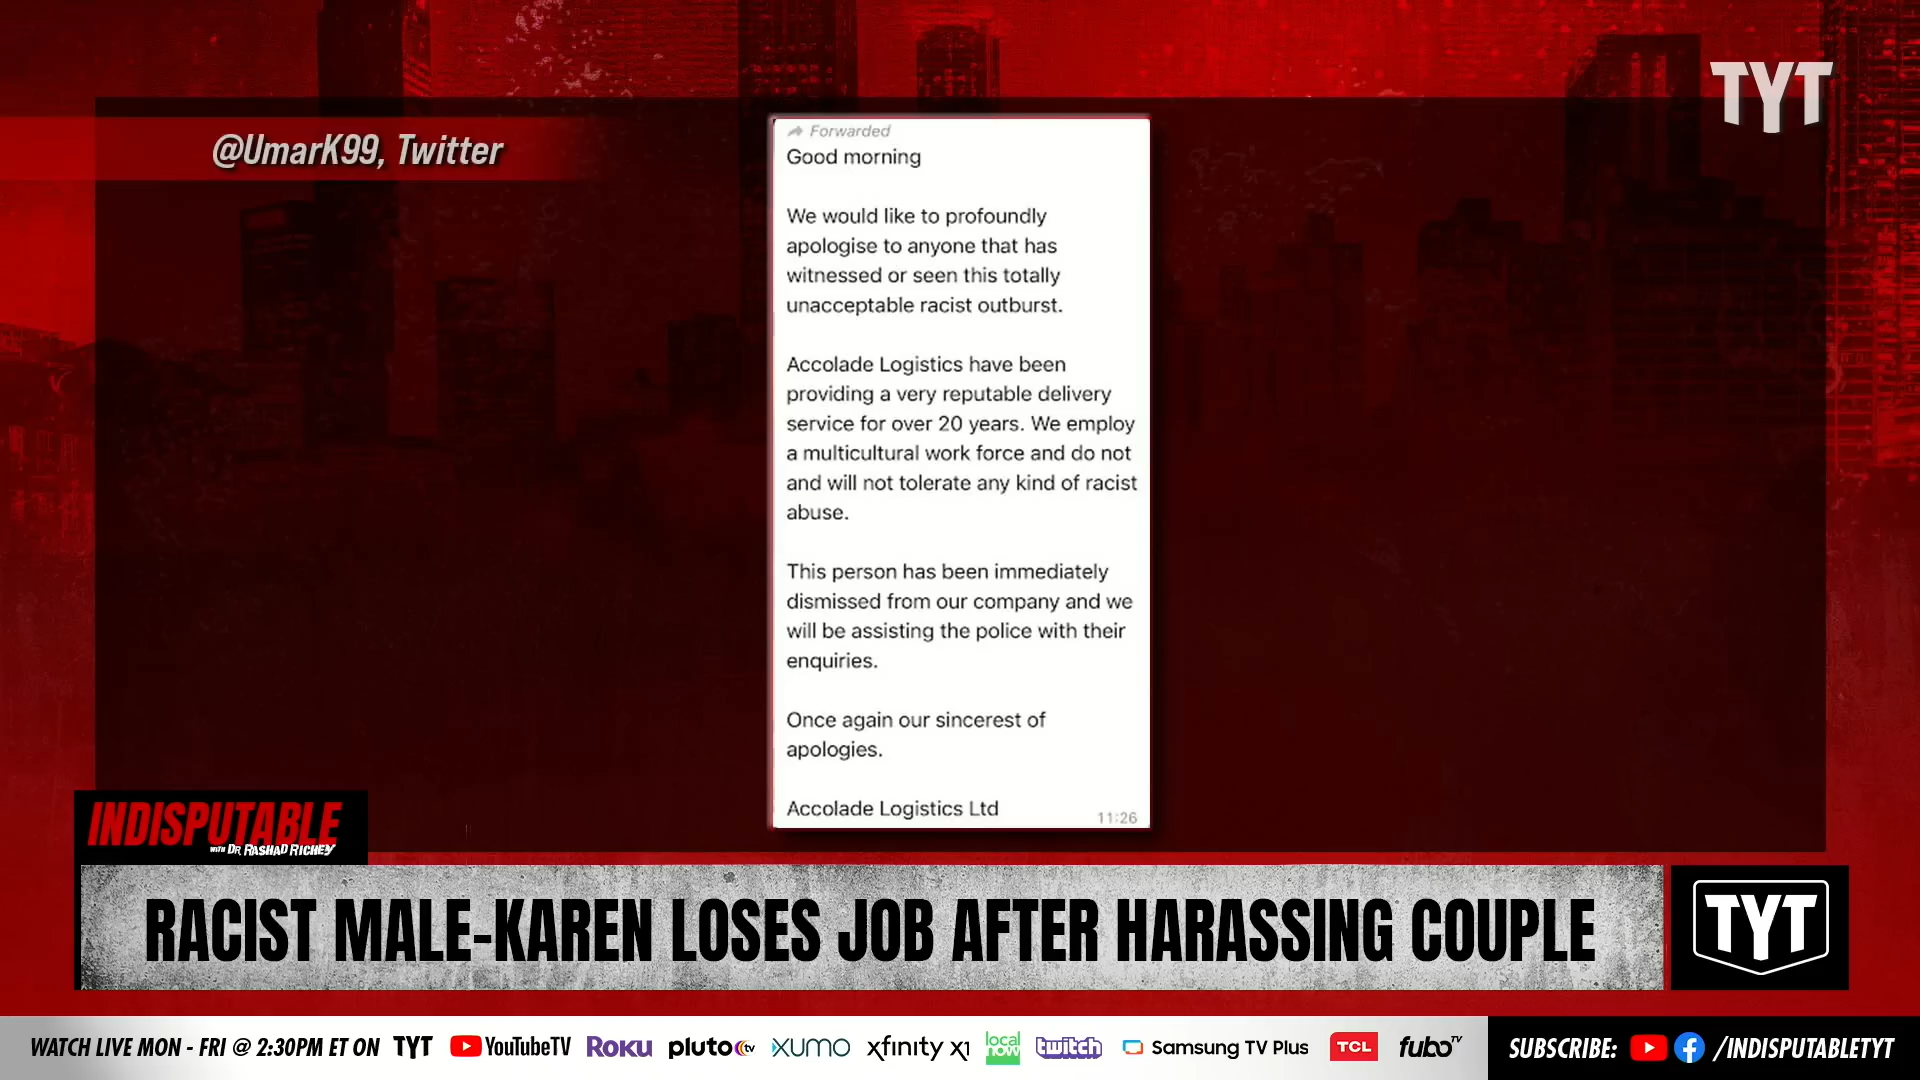 TYT
@UmarK99, Twitter
Forwarded
Good morning
We would like to profoundly
apologise to anyone that has
witnessed or seen this totally
unacceptable racist outburst.
Accolade Logistics have been
providing a very reputable delivery
service for over 20 years. We employ
a multicultural work force and do not
and will not tolerate any kind of racist
abuse.
This person has been immediately
dismissed from our company and we
will be assisting the police with their
enquiries.
Once again our sincerest of
apologies.
Accolade Logistics Ltd
11:26
INDISPUTABLE
WITH DR RASHAD RICHEY
RACIST MALE-KAREN LOSES JOB AFTER HARASSING COUPLE
TYT
WATCH LIVE MON - FRI @ 2:30PM ET ON TYT YouTubeTV ROKU pluto tv XUMO xfinity X1 local now twitch Samsung TV Plus TCL fubo TV
SUBSCRIBE: /INDISPUTABLETYT